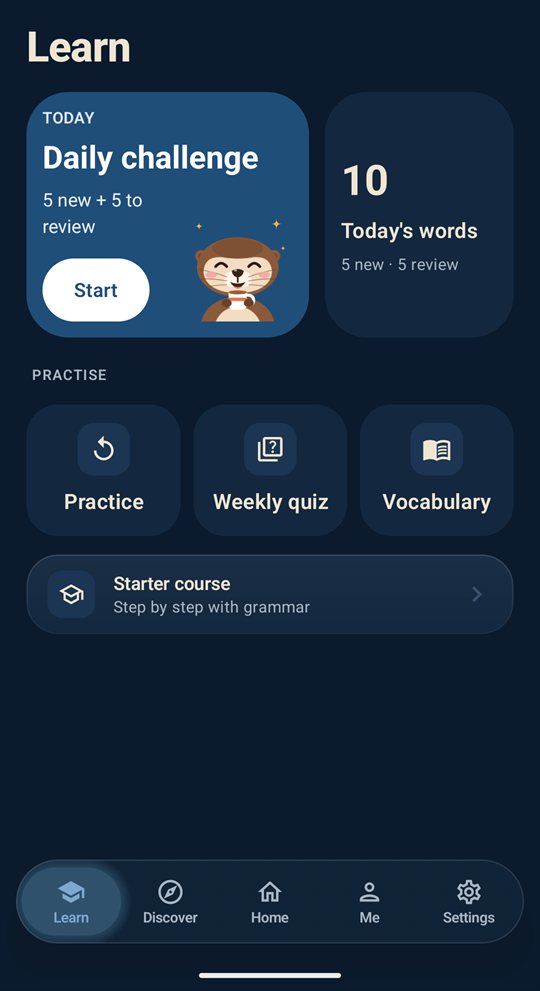 Learn
TODAY
Daily challenge
5 new + 5 to
review
Start
10
Today's words
5 new · 5 review
PRACTISE
Practice
Weekly quiz
Vocabulary
Starter course
Step by step with grammar
Learn
Discover
Home
Me
Settings